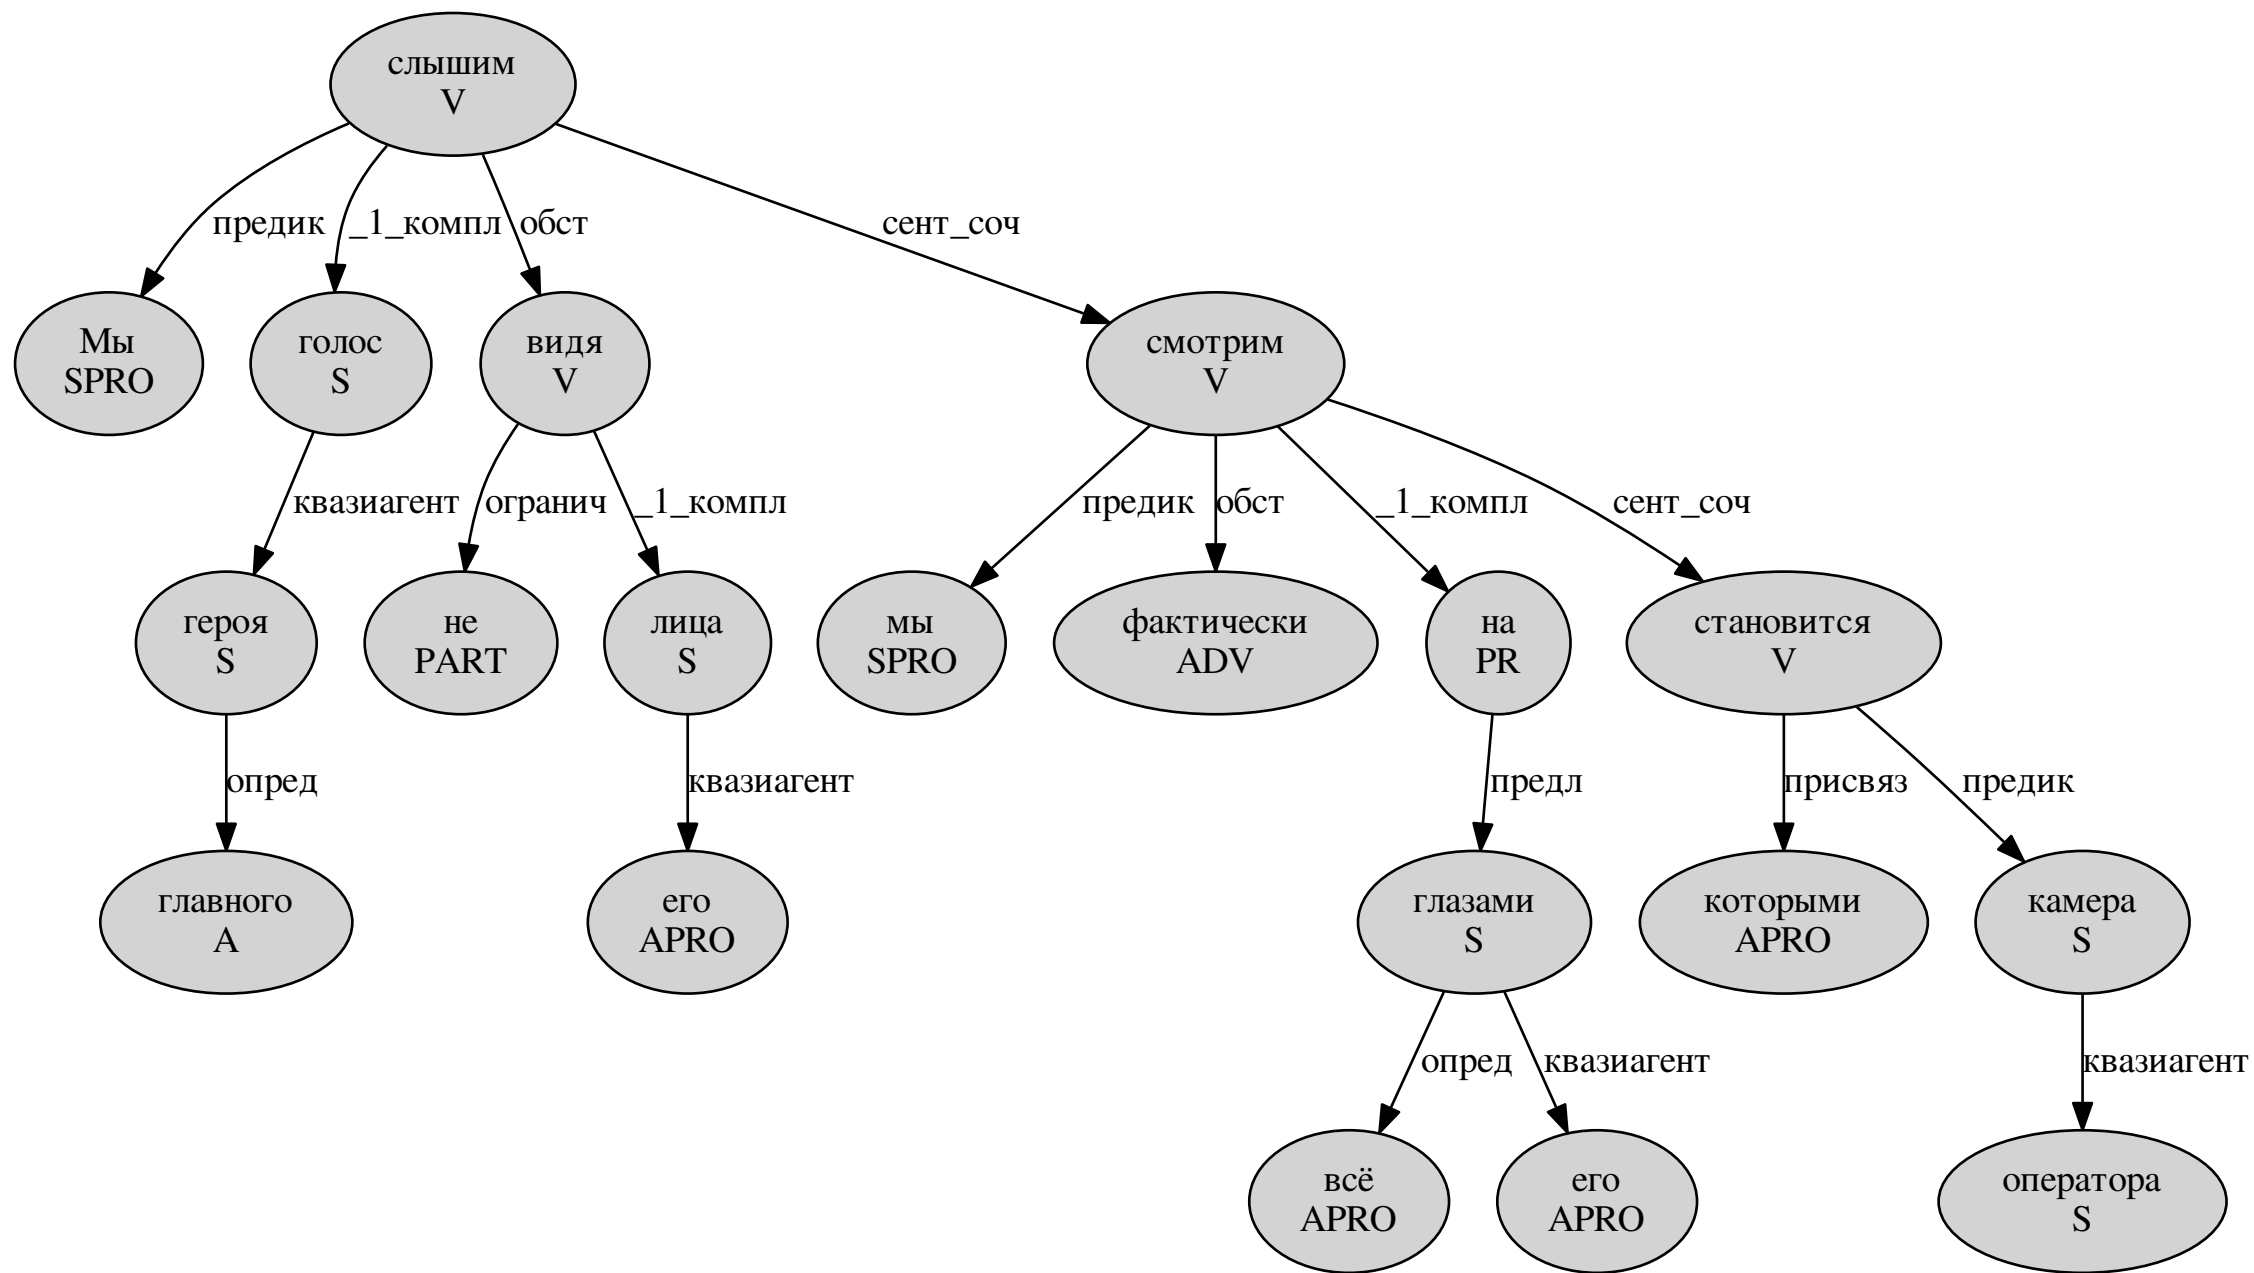 слышим
V
предик
_1_компл
обст
сент_соч
Мы
SPRO
голос
S
видя
V
смотрим
V
квазиагент
огранич
_1_компл
предик
обст
_1_компл
сент_соч
героя
S
не
PART
лица
S
мы
SPRO
фактически
ADV
на
PR
становится
V
опред
квазиагент
предл
присвяз
предик
главного
A
его
APRO
глазами
S
которыми
APRO
камера
S
опред
квазиагент
квазиагент
всё
APRO
его
APRO
оператора
S